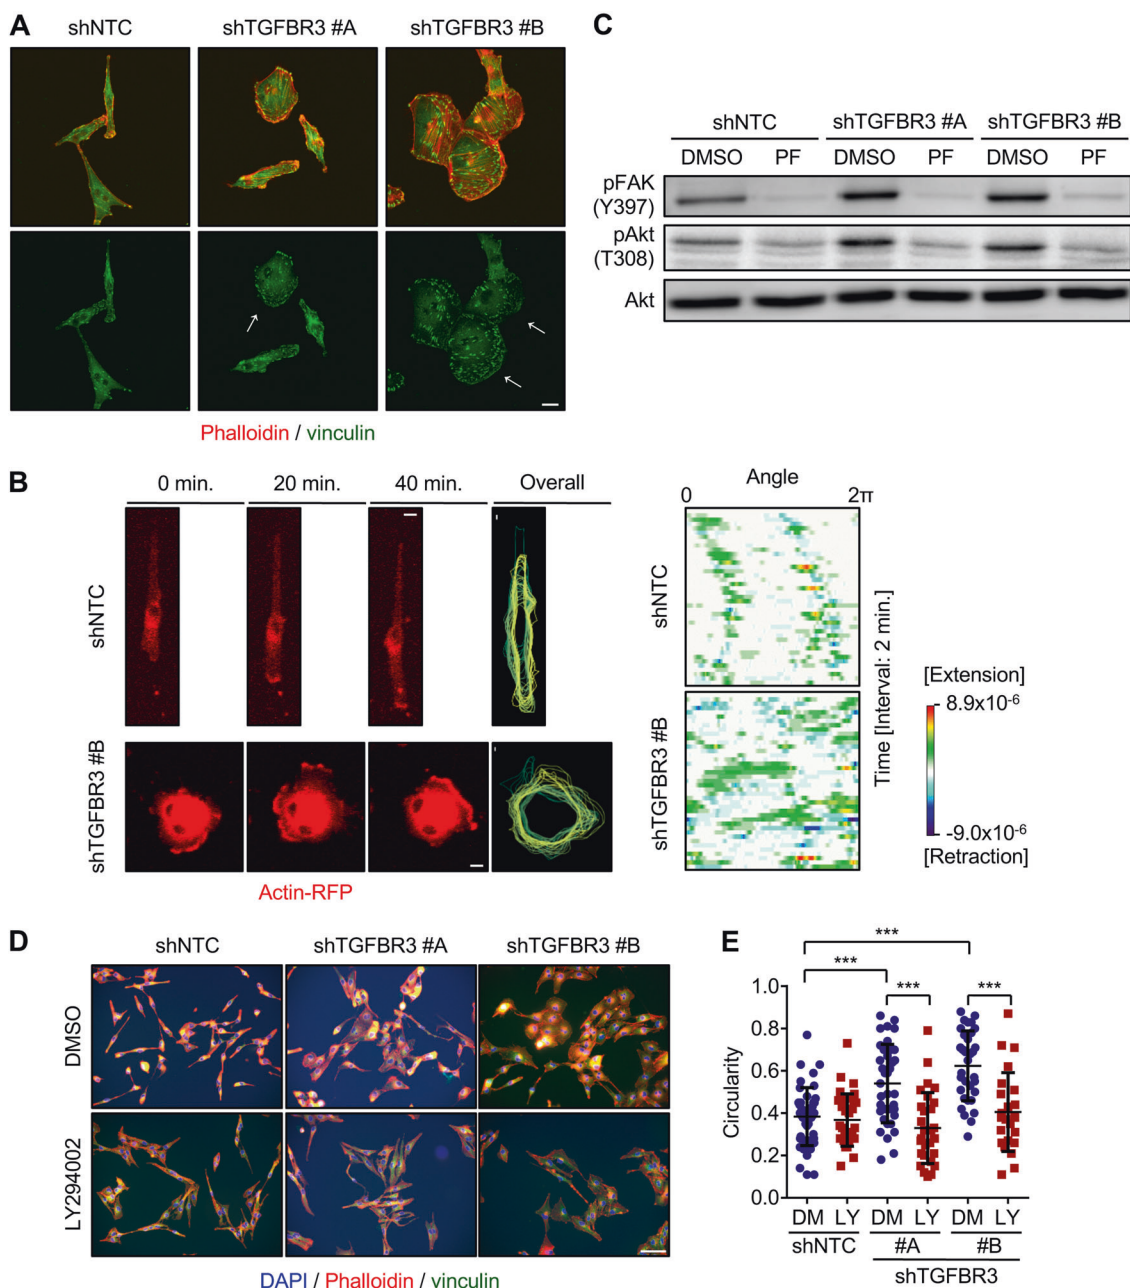 A
shNTC
shTGFBR3 #A
shTGFBR3 #B
Phalloidin / vinculin
C
shNTC
shTGFBR3 #A
shTGFBR3 #B
DMSO
PF
DMSO
PF
DMSO
PF
pFAK
(Y397)
pAkt
(T308)
Akt
B
0 min.
20 min.
40 min.
Overall
shNTC
shTGFBR3 #B
Actin-RFP
Angle
0
2π
shNTC
shTGFBR3 #B
Time [Interval: 2 min.]
[Extension]
8.9x10-6
-9.0x10-6
[Retraction]
D
shNTC
shTGFBR3 #A
shTGFBR3 #B
DMSO
LY294002
DAPI / Phalloidin / vinculin
E
***
***
***
***
Circularity
1.0
0.8
0.6
0.4
0.2
0.0
DM LY DM LY DM LY
shNTC
#A
#B
shTGFBR3